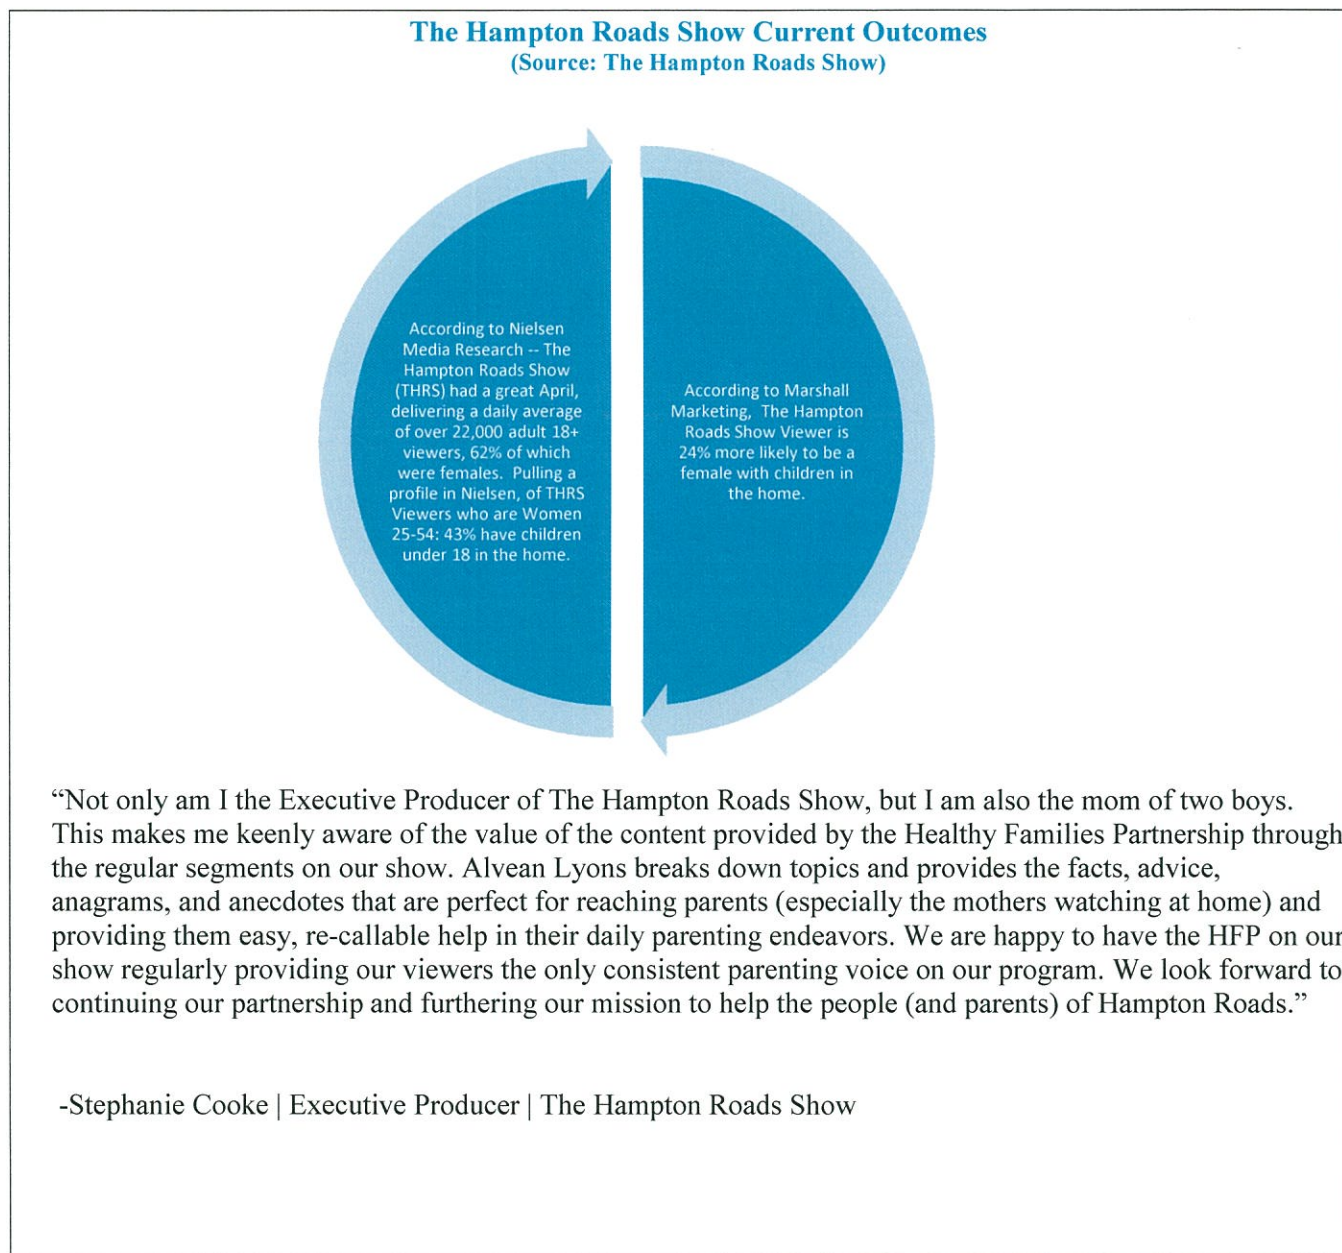 The Hampton Roads Show Current Outcomes
(Source: The Hampton Roads Show)
According to Nielsen
Media Research -- The
Hampton Roads Show
(THRS) had a great April,
delivering a daily average
of over 22,000 adult 18+
viewers, 62% of which
were females.  Pulling a
profile in Nielsen, of THRS
Viewers who are Women
25-54: 43% have children
under 18 in the home.
According to Marshall
Marketing,  The Hampton
Roads Show Viewer is
24% more likely to be a
female with children in
the home.
“Not only am I the Executive Producer of The Hampton Roads Show, but I am also the mom of two boys.
This makes me keenly aware of the value of the content provided by the Healthy Families Partnership through
the regular segments on our show. Alvean Lyons breaks down topics and provides the facts, advice,
anagrams, and anecdotes that are perfect for reaching parents (especially the mothers watching at home) and
providing them easy, re-callable help in their daily parenting endeavors. We are happy to have the HFP on our
show regularly providing our viewers the only consistent parenting voice on our program. We look forward to
continuing our partnership and furthering our mission to help the people (and parents) of Hampton Roads.”
-Stephanie Cooke | Executive Producer | The Hampton Roads Show